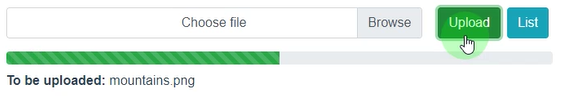 Choose file Browse Upload List
To be uploaded: mountains.png